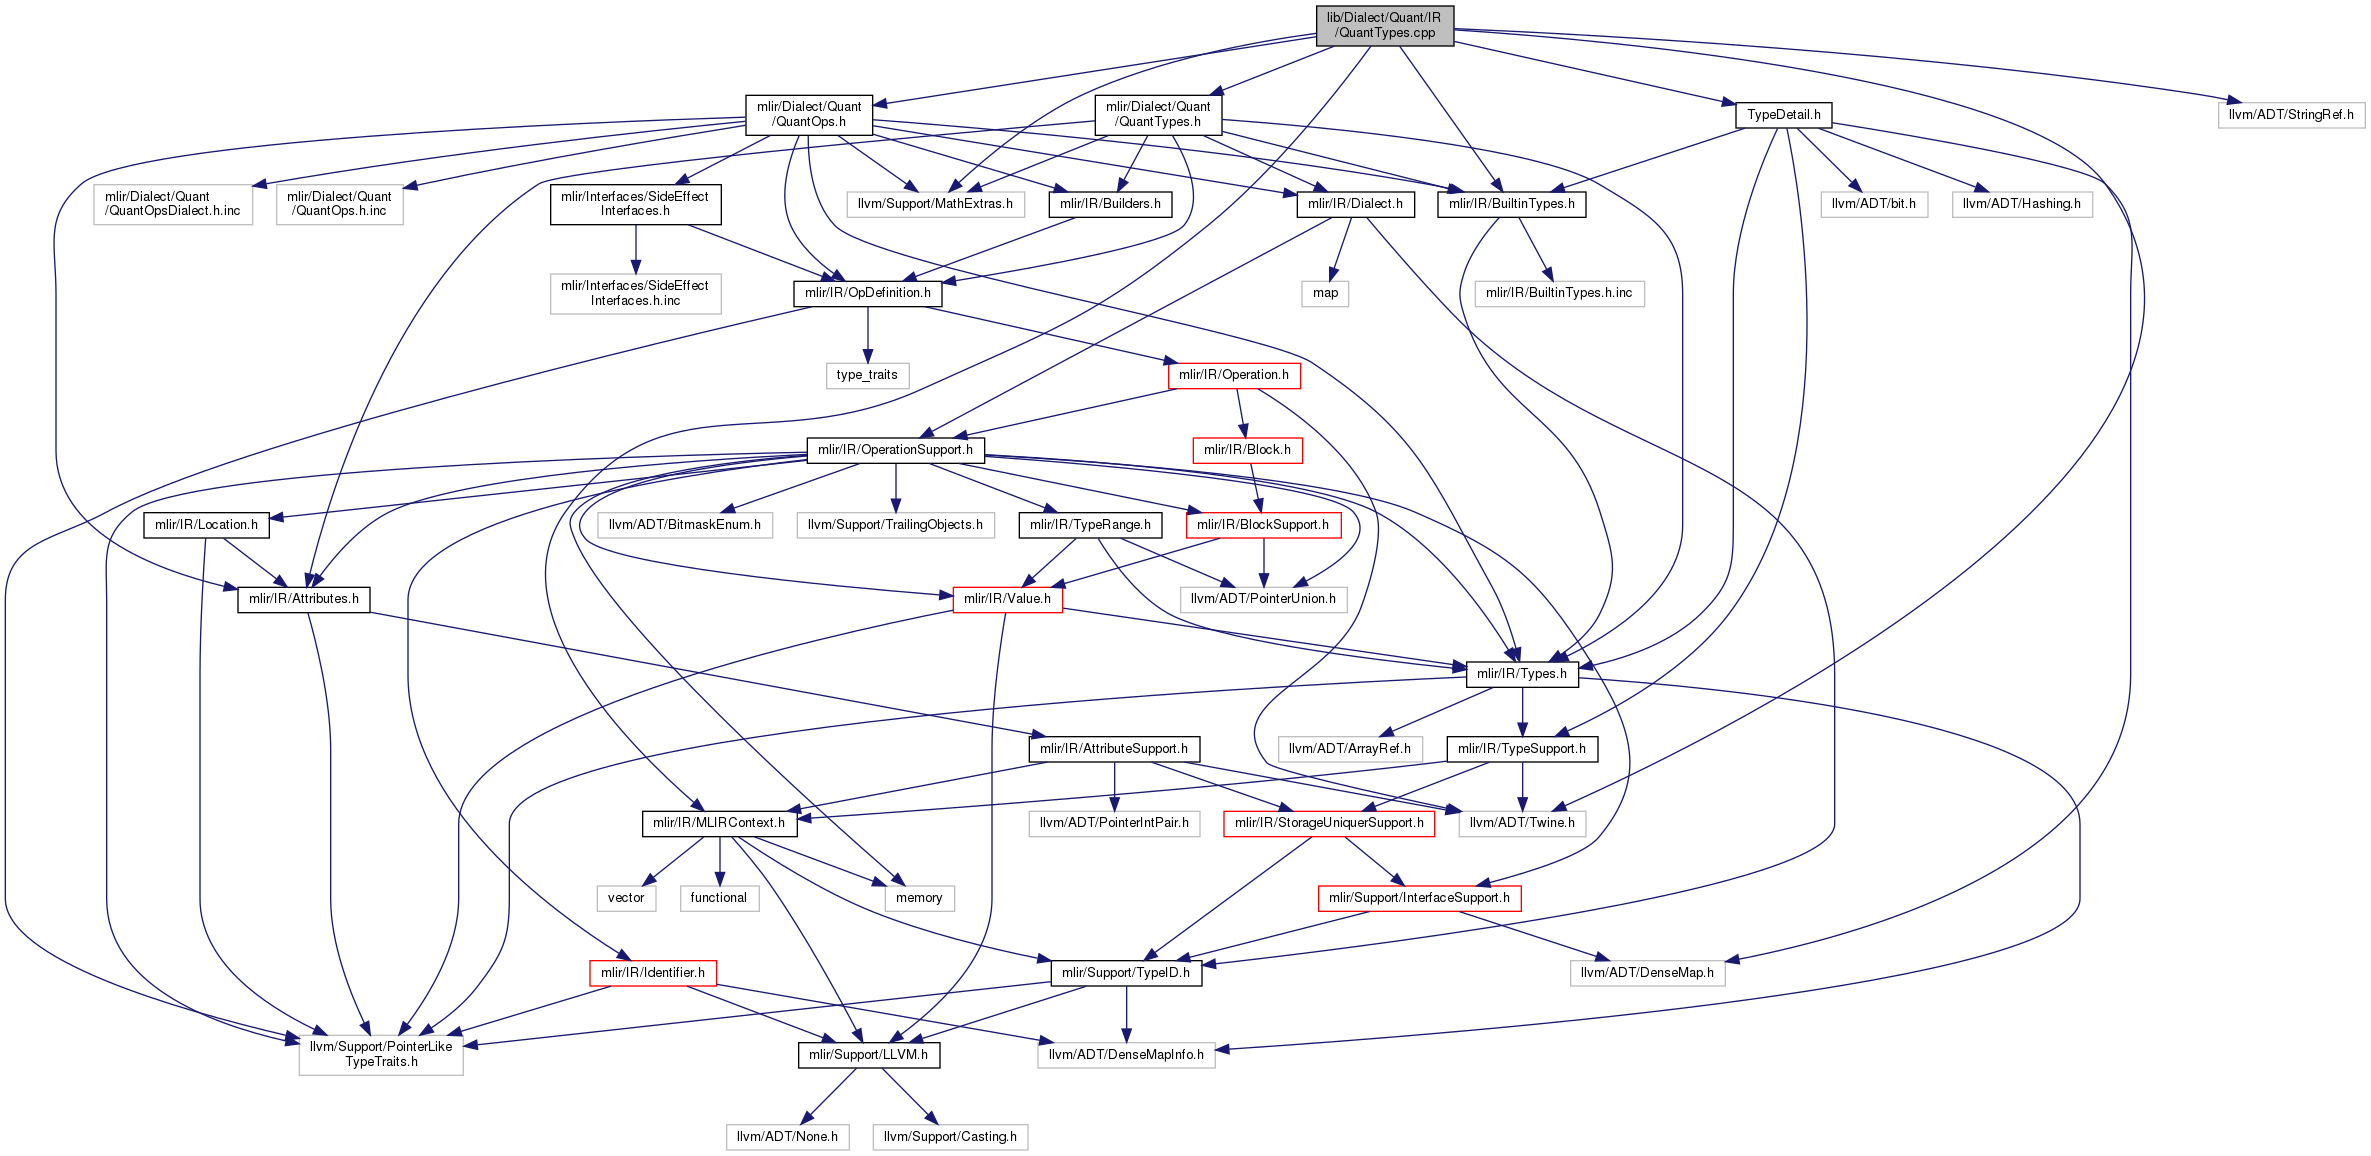 lib/Dialect/Quant/IR
/QuantTypes.cpp
mlir/Dialect/Quant
/QuantOps.h
mlir/Dialect/Quant
/QuantTypes.h
TypeDetail.h
llvm/ADT/StringRef.h
mlir/Dialect/Quant
/QuantOpsDialect.h.inc
mlir/Dialect/Quant
/QuantOps.h.inc
mlir/Interfaces/SideEffect
Interfaces.h
llvm/Support/MathExtras.h
mlir/IR/Builders.h
mlir/IR/Dialect.h
mlir/IR/BuiltinTypes.h
llvm/ADT/bit.h
llvm/ADT/Hashing.h
mlir/Interfaces/SideEffect
Interfaces.h.inc
mlir/IR/OpDefinition.h
map
mlir/IR/BuiltinTypes.h.inc
type_traits
mlir/IR/Operation.h
mlir/IR/OperationSupport.h
mlir/IR/Block.h
mlir/IR/Location.h
llvm/ADT/BitmaskEnum.h
llvm/Support/TrailingObjects.h
mlir/IR/TypeRange.h
mlir/IR/BlockSupport.h
mlir/IR/Attributes.h
mlir/IR/Value.h
llvm/ADT/PointerUnion.h
mlir/IR/Types.h
mlir/IR/AttributeSupport.h
llvm/ADT/ArrayRef.h
mlir/IR/TypeSupport.h
mlir/IR/MLIRContext.h
llvm/ADT/PointerIntPair.h
mlir/IR/StorageUniquerSupport.h
llvm/ADT/Twine.h
vector
functional
memory
mlir/Support/InterfaceSupport.h
mlir/IR/Identifier.h
mlir/Support/TypeID.h
llvm/ADT/DenseMap.h
llvm/Support/PointerLike
TypeTraits.h
mlir/Support/LLVM.h
llvm/ADT/DenseMapInfo.h
llvm/ADT/None.h
llvm/Support/Casting.h